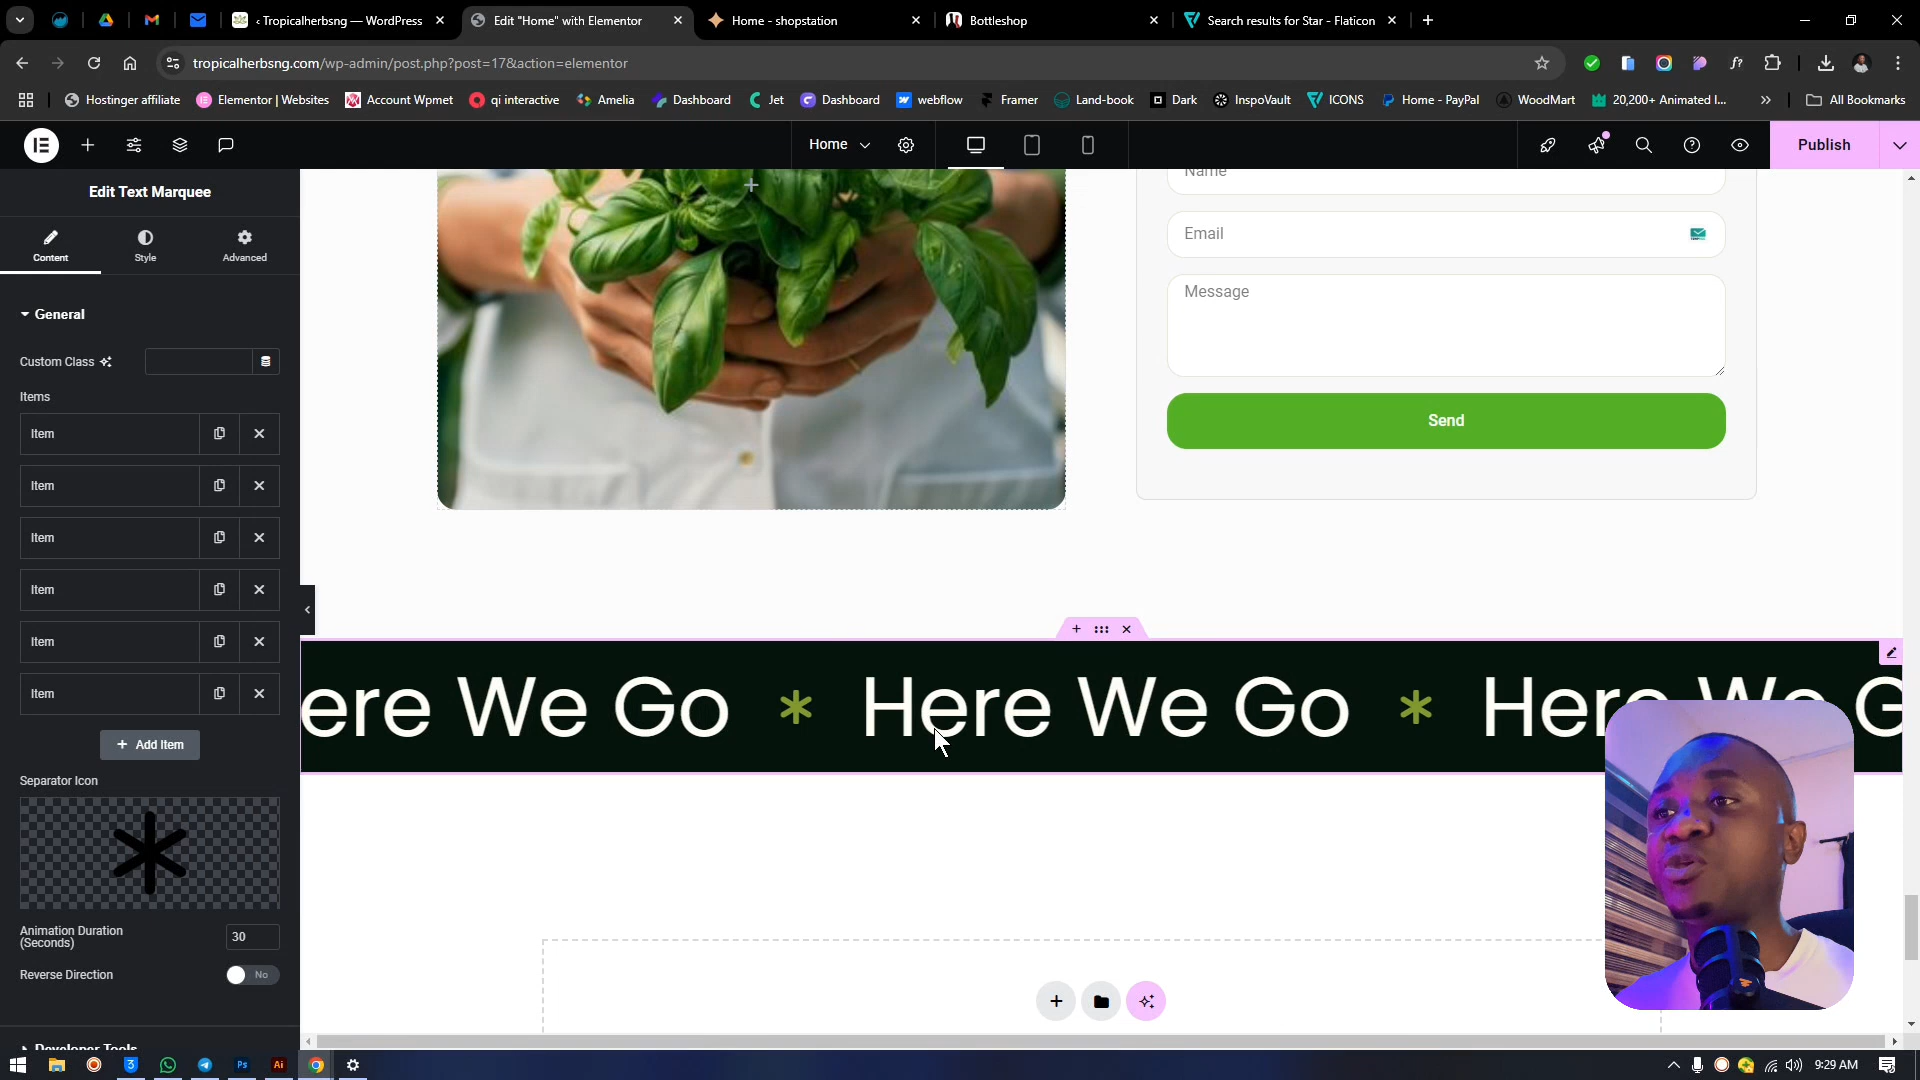 ‹ Tropicalherbsng — WordPress
Edit "Home" with Elementor
Home - shopstation
Bottleshop
Search results for Star - Flaticon
tropicalherbsng.com/wp-admin/post.php?post=17&action=elementor
Hostinger affiliate
Elementor | Websites
Account Wpmet
qi interactive
Amelia
Dashboard
Jet
Dashboard
webflow
Framer
Land-book
Dark
InspoVault
ICONS
Home - PayPal
WoodMart
20,200+ Animated I...
All Bookmarks
Home
Publish
Edit Text Marquee
Content
Style
Advanced
General
Custom Class
Items
Item
Item
Item
Item
Item
Item
+ Add Item
Separator Icon
Animation Duration
(Seconds)
30
Reverse Direction
No
Developer Tools
Name
Email
Message
Send
ere We Go * Here We Go * Here We G
9:29 AM